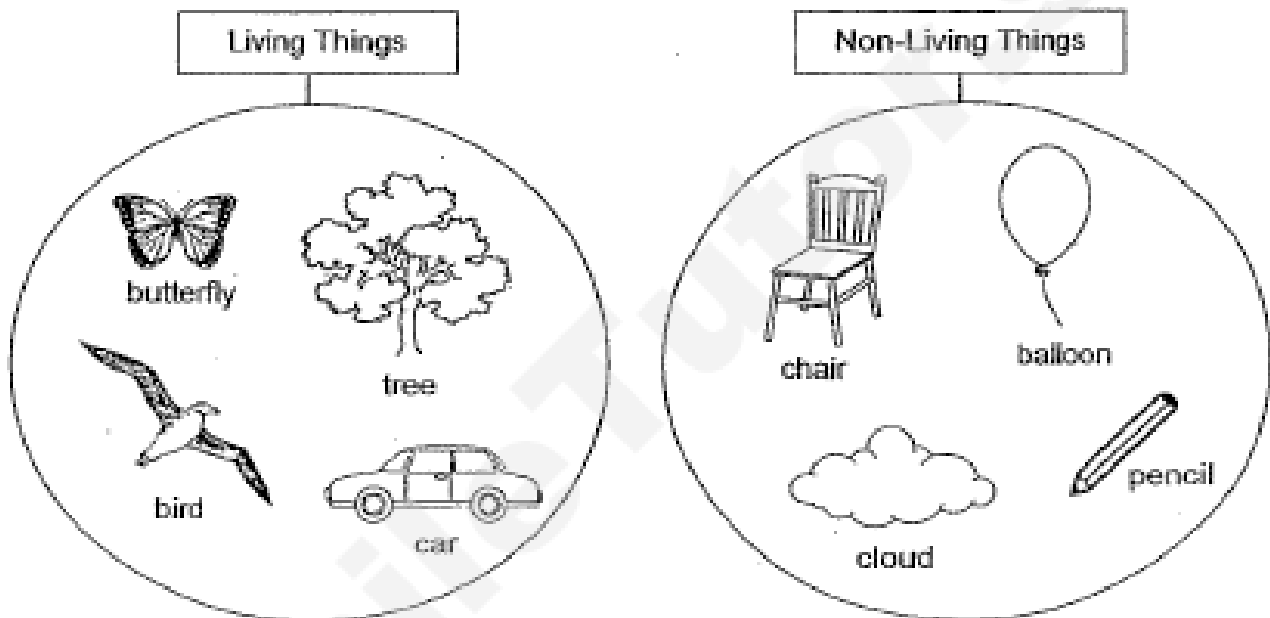 Living Things
Non-Living Things
butterfly
tree
bird
car
chair
balloon
cloud
pencil